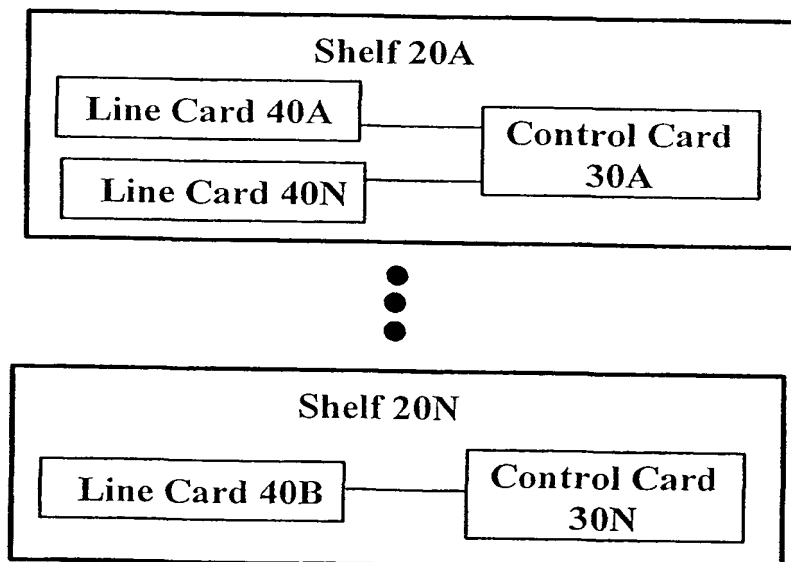 Shelf 20A
Line Card 40A
Control Card
30A
Line Card 40N
Shelf 20N
Line Card 40B
Control Card
30N